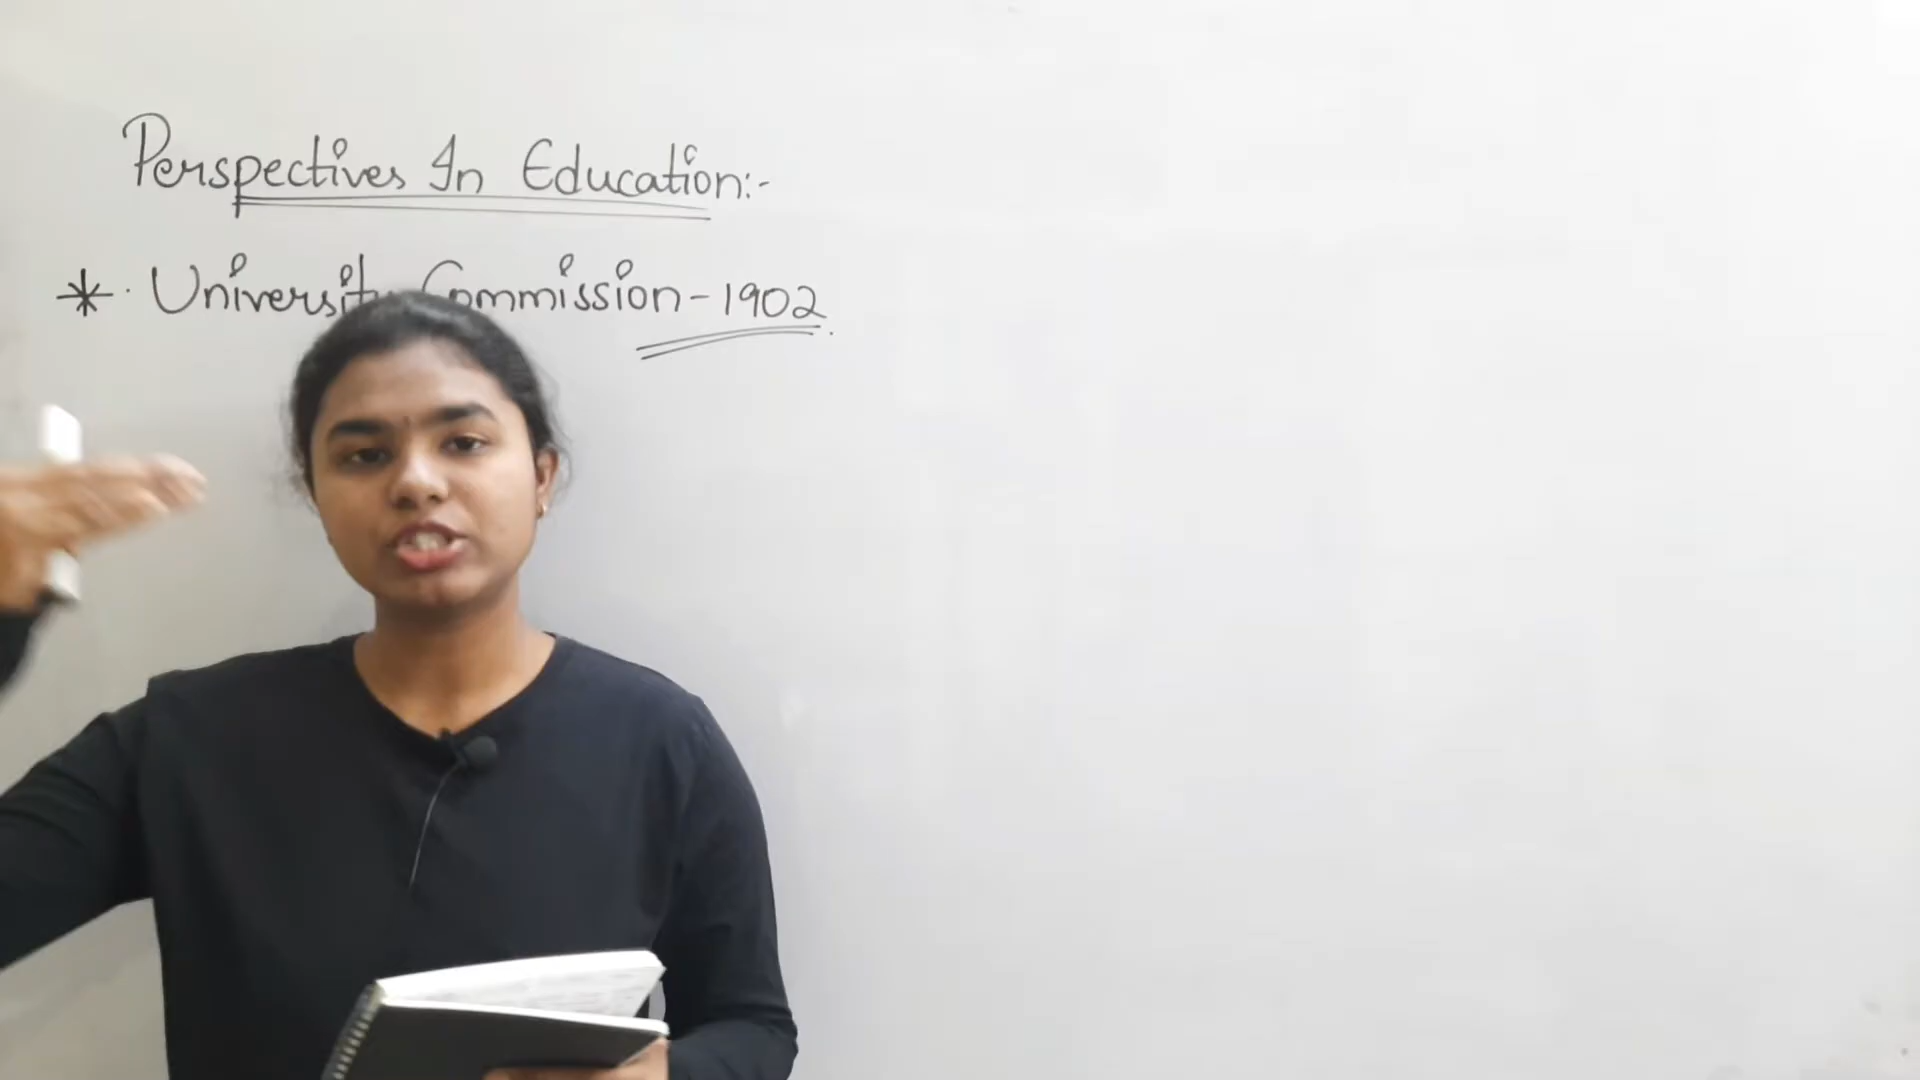 Perspectives In Education:-
* University Commission - 1902.